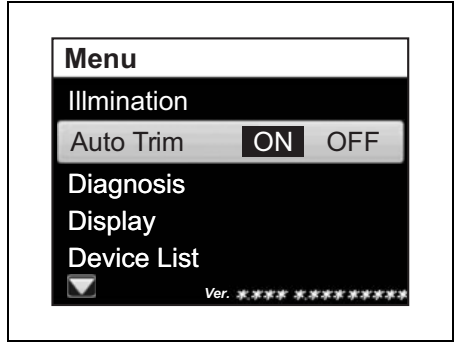 Menu
Illmination
Auto Trim ON OFF
Diagnosis
Display
Device List
Ver. *.*** *.*********